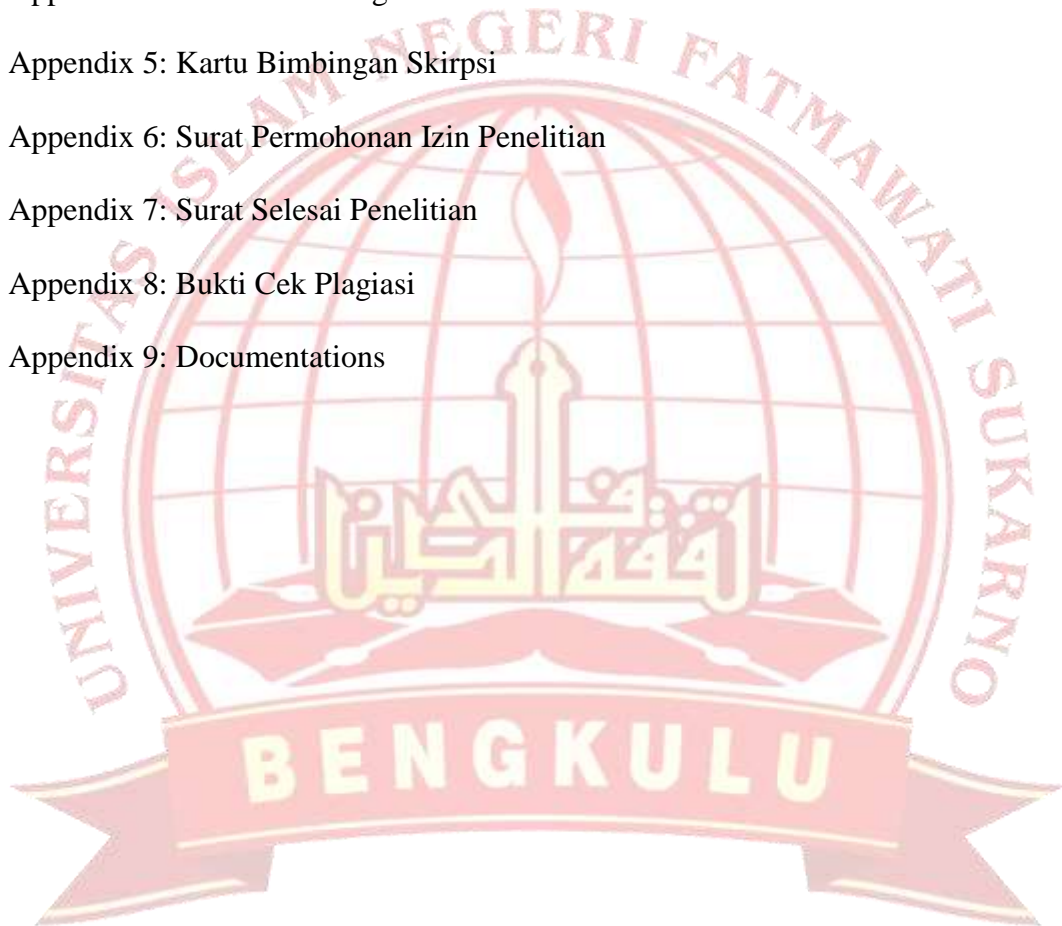 Appendix 5: Kartu Bimbingan Skirpsi
Appendix 6: Surat Permohonan Izin Penelitian
Appendix 7: Surat Selesai Penelitian
Appendix 8: Bukti Cek Plagiasi
Appendix 9: Documentations
UNIVERSITAS ISLAM NEGERI FATMAWATI SUKARNO
BENGKULU